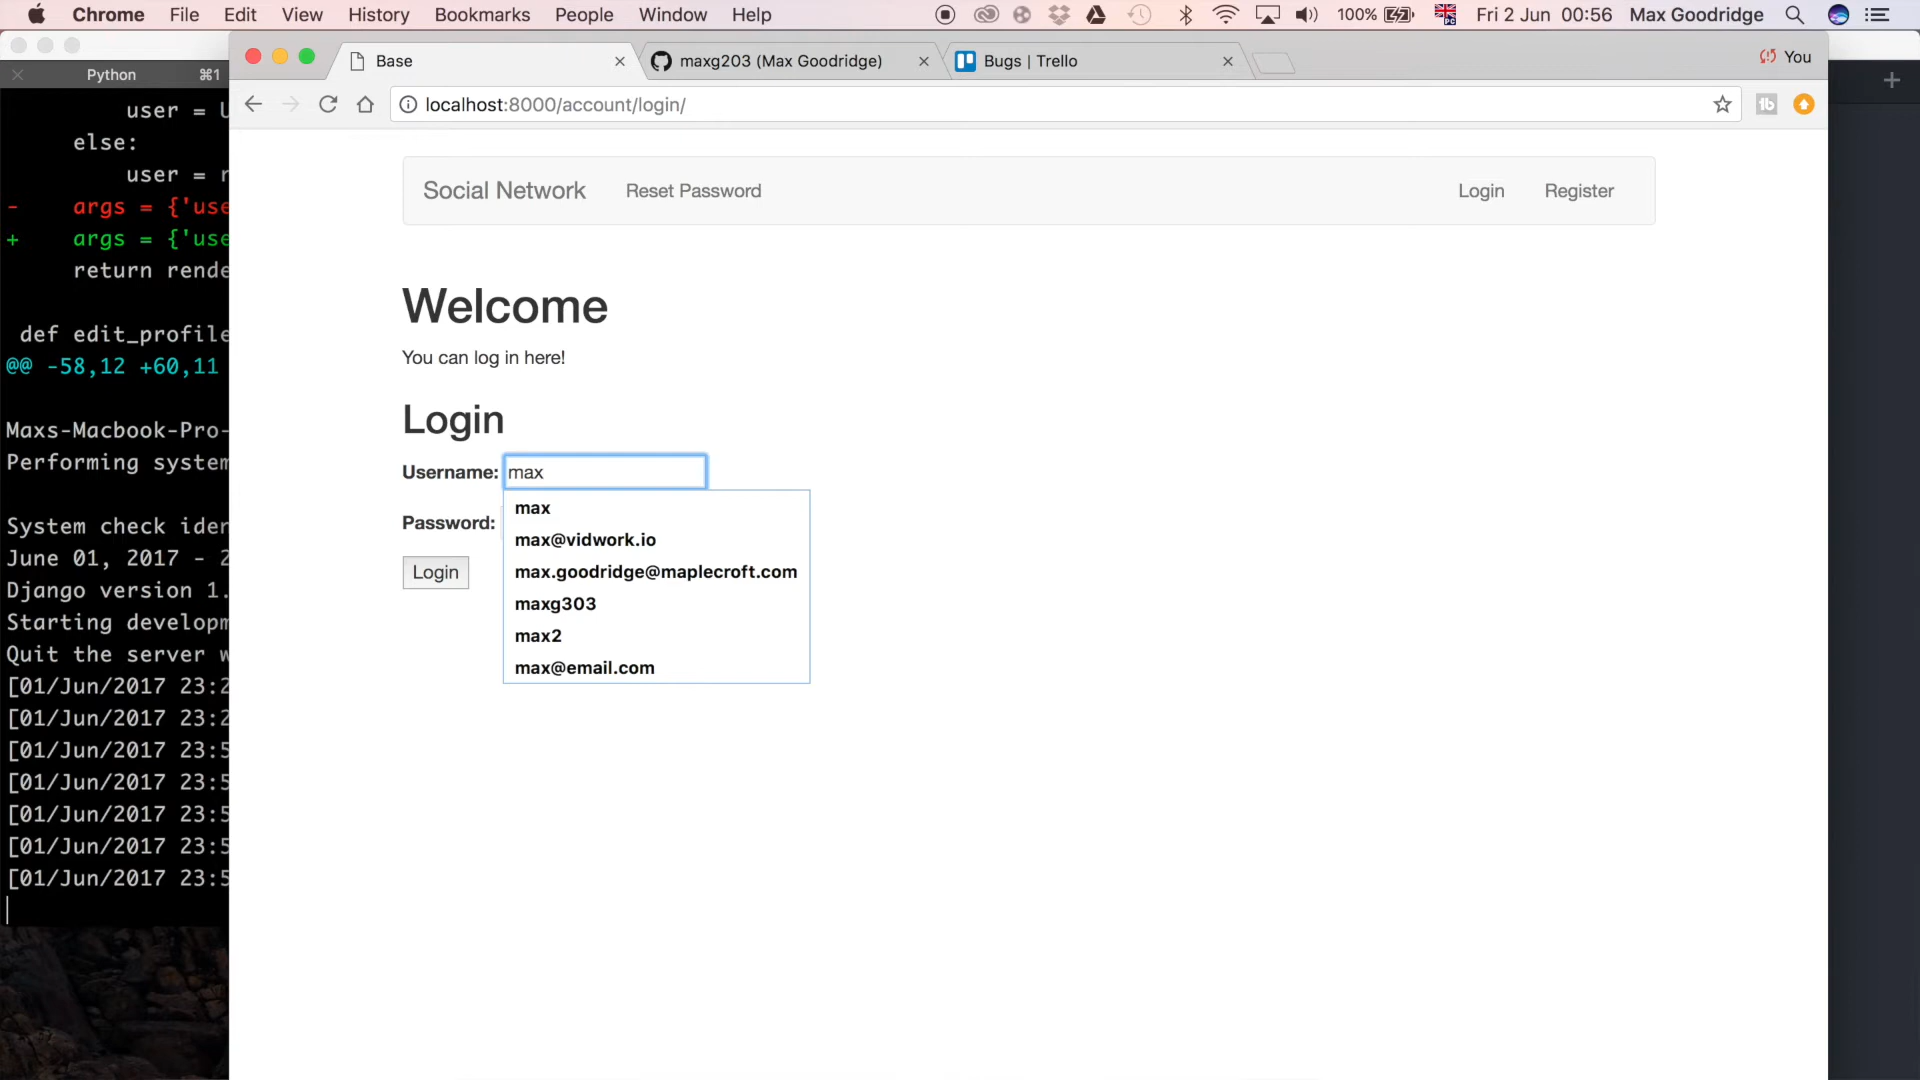 Chrome File Edit View History Bookmarks People Window Help 100% Fri 2 Jun 00:56 Max Goodridge
Python ⌘1
Base
maxg203 (Max Goodridge)
Bugs | Trello
You
localhost:8000/account/login/
user = U
else:
user = r
- args = {'use
+ args = {'use
return rende
def edit_profile
@@ -58,12 +60,11
Maxs-Macbook-Pro-
Performing system
System check iden
June 01, 2017 - 2
Django version 1.
Starting developm
Quit the server w
[01/Jun/2017 23:2
[01/Jun/2017 23:2
[01/Jun/2017 23:5
[01/Jun/2017 23:5
[01/Jun/2017 23:5
[01/Jun/2017 23:5
[01/Jun/2017 23:5
Social Network Reset Password Login Register
Welcome
You can log in here!
Login
Username: max
Password:
Login
max
max@vidwork.io
max.goodridge@maplecroft.com
maxg303
max2
max@email.com